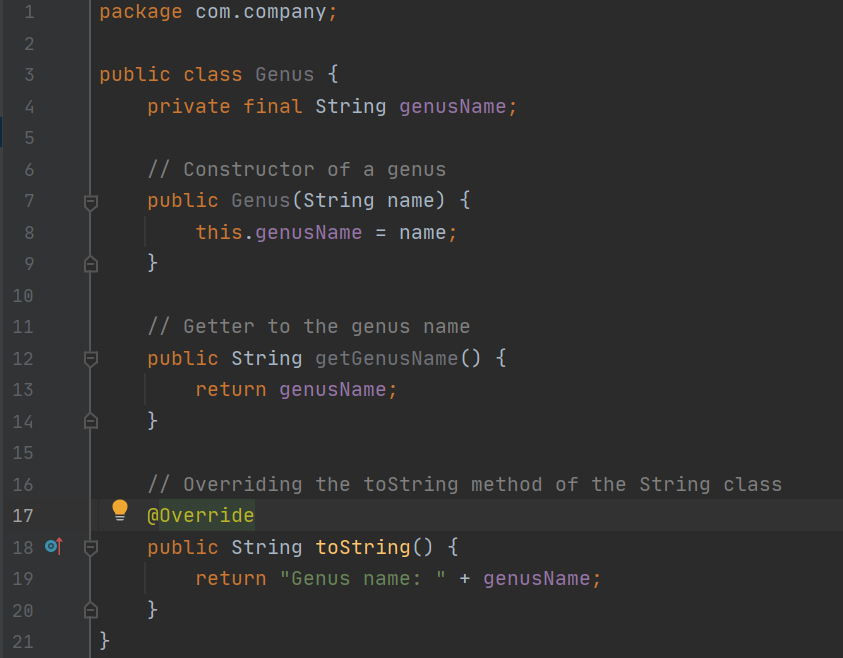 1 package com.company;
2
3 public class Genus {
4     private final String genusName;
5
6     // Constructor of a genus
7     public Genus(String name) {
8         this.genusName = name;
9     }
10
11     // Getter to the genus name
12     public String getGenusName() {
13         return genusName;
14     }
15
16     // Overriding the toString method of the String class
17     @Override
18     public String toString() {
19         return "Genus name: " + genusName;
20     }
21 }